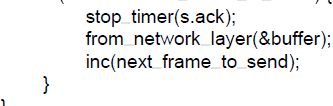 stop_timer(s.ack);
from_network_layer(&buffer);
inc(next_frame_to_send);
}